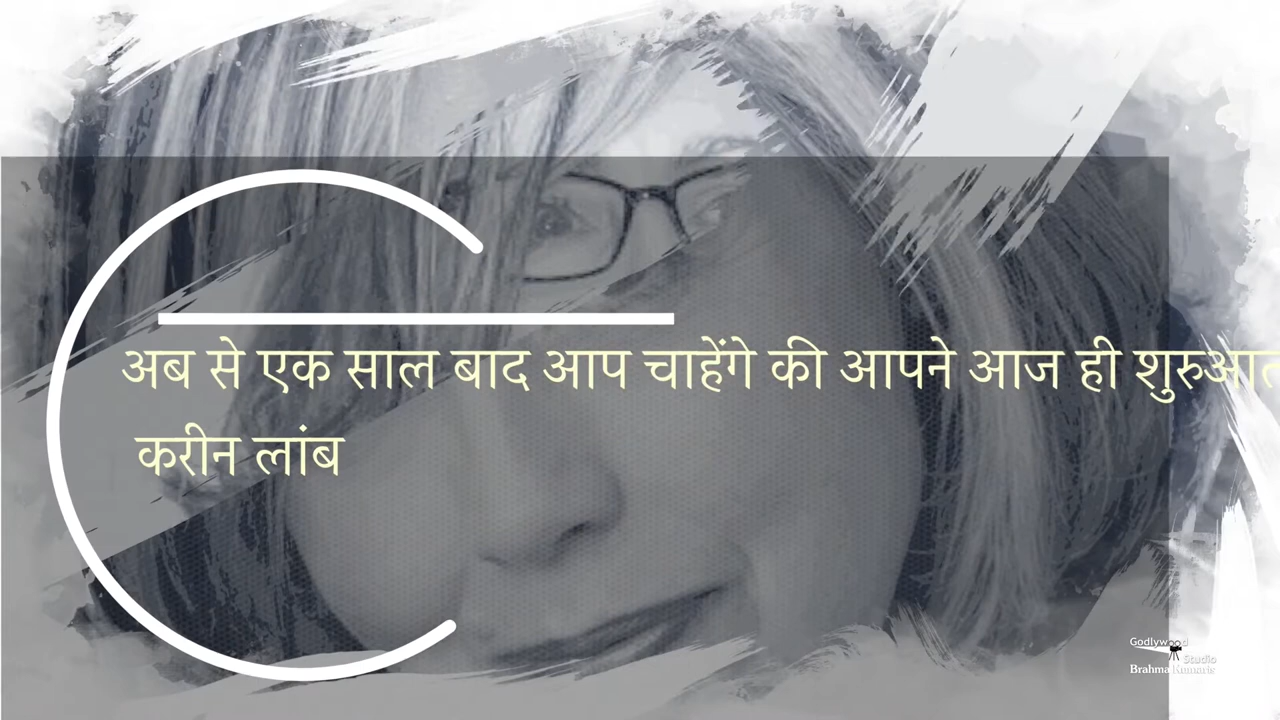 अब से एक साल बाद आप चाहेंगे की आपने आज ही शुरुआत
करीन लांब
Godlywood
Studio
Brahma Kumaris